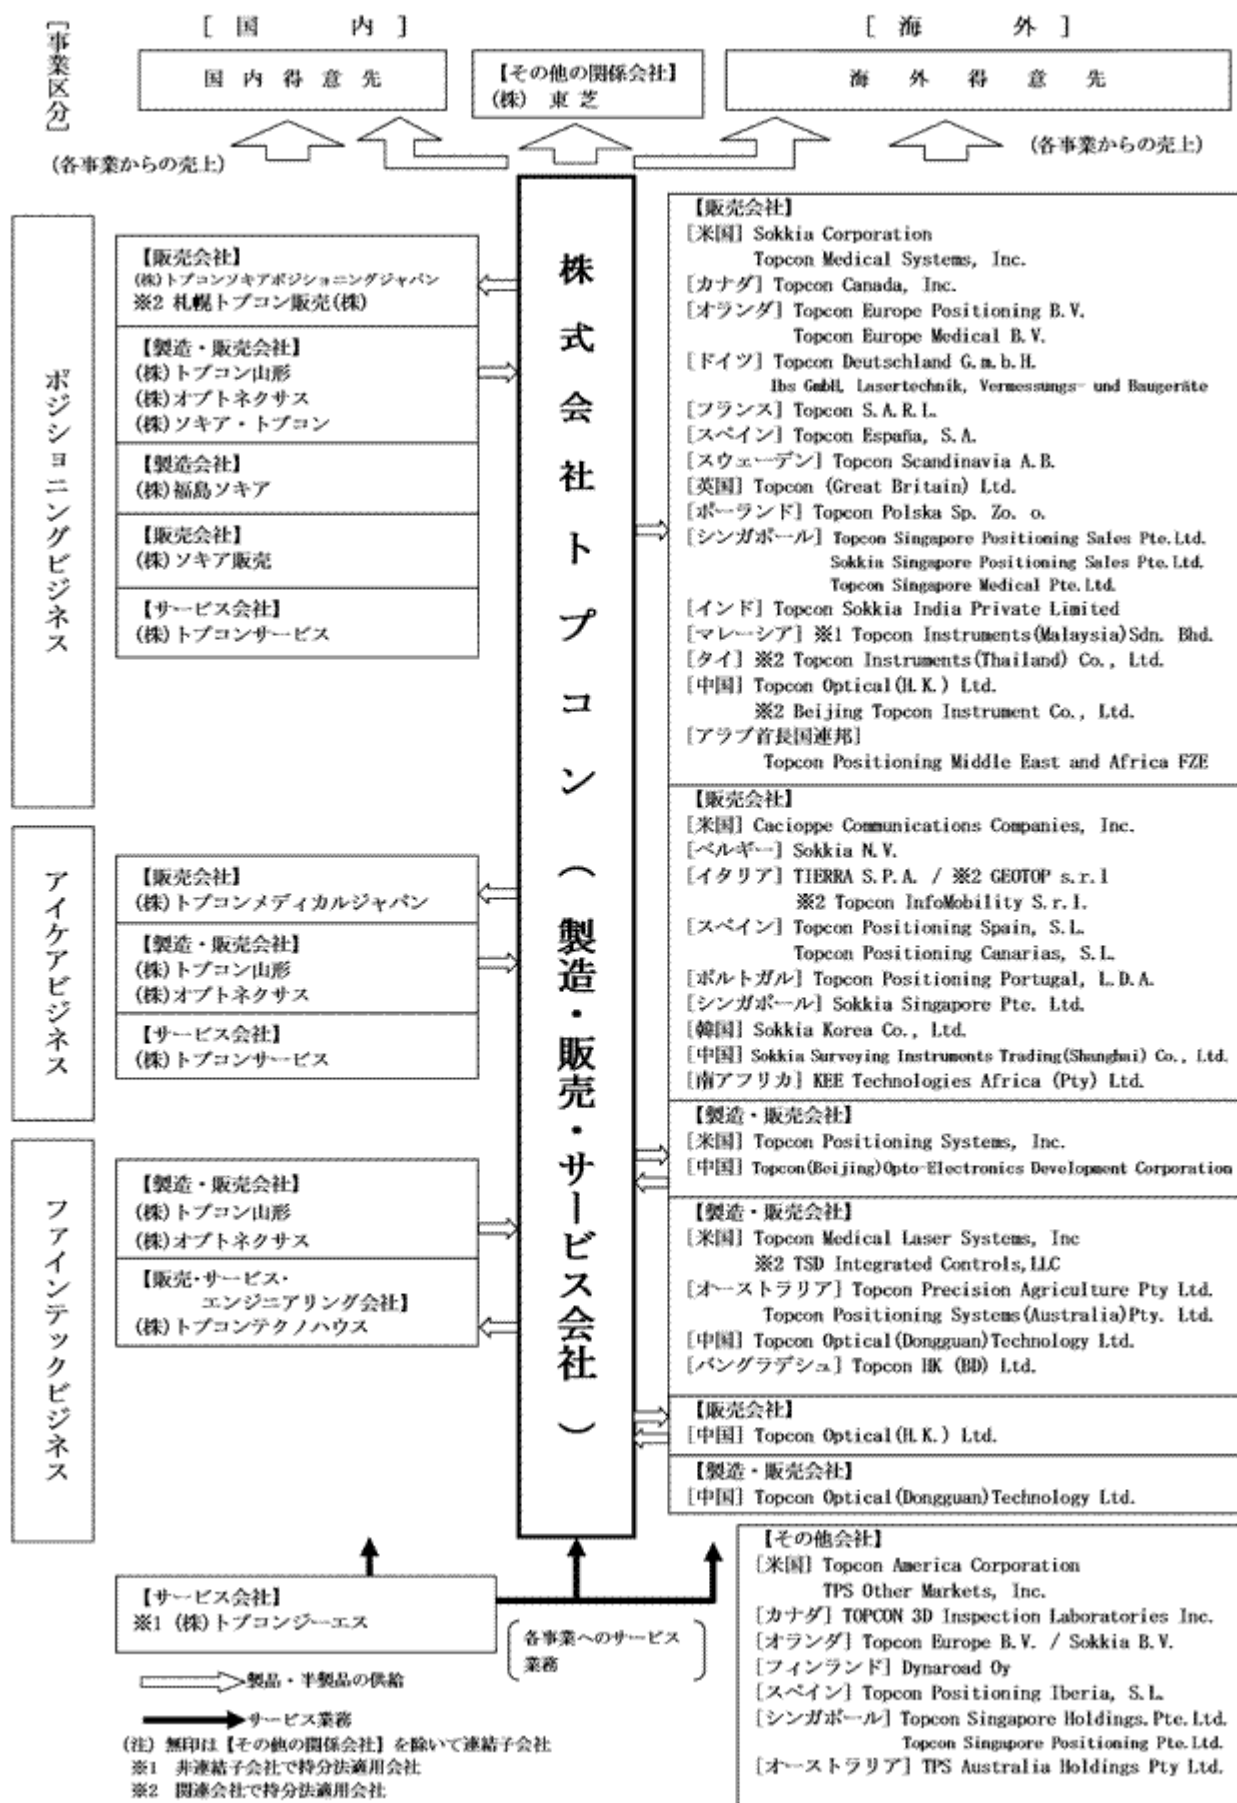 [事業区分]
[ 国 内 ]
[ 海 外 ]
国 内 得 意 先
【その他の関係会社】
(株) 東 芝
海 外 得 意 先
(各事業からの売上)
(各事業からの売上)
ポジショニングビジネス
【販売会社】
(株)トプコンソキアポジショニングジャパン
※2 札幌トプコン販売(株)
【製造・販売会社】
(株)トプコン山形
(株)オプトネクサス
(株)ソキア・トプコン
【製造会社】
(株)福島ソキア
【販売会社】
(株)ソキア販売
【サービス会社】
(株)トプコンサービス
アイケアビジネス
【販売会社】
(株)トプコンメディカルジャパン
【製造・販売会社】
(株)トプコン山形
(株)オプトネクサス
【サービス会社】
(株)トプコンサービス
ファインテックビジネス
【製造・販売会社】
(株)トプコン山形
(株)オプトネクサス
【販売・サービス・
エンジニアリング会社】
(株)トプコンテクノハウス
株式会社トプコン(製造・販売・サービス会社)
【販売会社】
[米国] Sokkia Corporation
Topcon Medical Systems, Inc.
[カナダ] Topcon Canada, Inc.
[オランダ] Topcon Europe Positioning B.V.
Topcon Europe Medical B.V.
[ドイツ] Topcon Deutschland G.m.b.H.
Ibs GmbH, Lasertechnik, Vermessungs- und Baugeräte
[フランス] Topcon S.A.R.L.
[スペイン] Topcon España, S.A.
[スウェーデン] Topcon Scandinavia A.B.
[英国] Topcon (Great Britain) Ltd.
[ポーランド] Topcon Polska Sp. Zo. o.
[シンガポール] Topcon Singapore Positioning Sales Pte.Ltd.
Sokkia Singapore Positioning Sales Pte.Ltd.
Topcon Singapore Medical Pte.Ltd.
[インド] Topcon Sokkia India Private Limited
[マレーシア] ※1 Topcon Instruments(Malaysia)Sdn. Bhd.
[タイ] ※2 Topcon Instruments(Thailand) Co., Ltd.
[中国] Topcon Optical(H.K.) Ltd.
※2 Beijing Topcon Instrument Co., Ltd.
[アラブ首長国連邦]
Topcon Positioning Middle East and Africa FZE
【販売会社】
[米国] Cacioppe Communications Companies, Inc.
[ベルギー] Sokkia N.V.
[イタリア] TIERRA S.P.A. / ※2 GEOTOP s.r.l
※2 Topcon InfoMobility S.r.l.
[スペイン] Topcon Positioning Spain, S.L.
Topcon Positioning Canarias, S.L.
[ポルトガル] Topcon Positioning Portugal, L.D.A.
[シンガポール] Sokkia Singapore Pte. Ltd.
[韓国] Sokkia Korea Co., Ltd.
[中国] Sokkia Surveying Instruments Trading(Shanghai) Co., Ltd.
[南アフリカ] KEE Technologies Africa (Pty) Ltd.
【製造・販売会社】
[米国] Topcon Positioning Systems, Inc.
[中国] Topcon(Beijing)Opto-Electronics Development Corporation
【製造・販売会社】
[米国] Topcon Medical Laser Systems, Inc
※2 TSD Integrated Controls,LLC
[オーストラリア] Topcon Precision Agriculture Pty Ltd.
Topcon Positioning Systems(Australia)Pty. Ltd.
[中国] Topcon Optical(Dongguan)Technology Ltd.
[バングラデシュ] Topcon HK (BD) Ltd.
【販売会社】
[中国] Topcon Optical(H.K.) Ltd.
【製造・販売会社】
[中国] Topcon Optical(Dongguan)Technology Ltd.
【その他会社】
[米国] Topcon America Corporation
TPS Other Markets, Inc.
[カナダ] TOPCON 3D Inspection Laboratories Inc.
[オランダ] Topcon Europe B.V. / Sokkia B.V.
[フィンランド] Dynaroad Oy
[スペイン] Topcon Positioning Iberia, S.L.
[シンガポール] Topcon Singapore Holdings.Pte.Ltd.
Topcon Singapore Positioning Pte.Ltd.
[オーストラリア] TPS Australia Holdings Pty Ltd.
【サービス会社】
※1 (株)トプコンジーエス
各事業へのサービス
業務
製品・半製品の供給
サービス業務
(注) 無印は【その他の関係会社】を除いて連結子会社
※1 非連結子会社で持分法適用会社
※2 関連会社で持分法適用会社